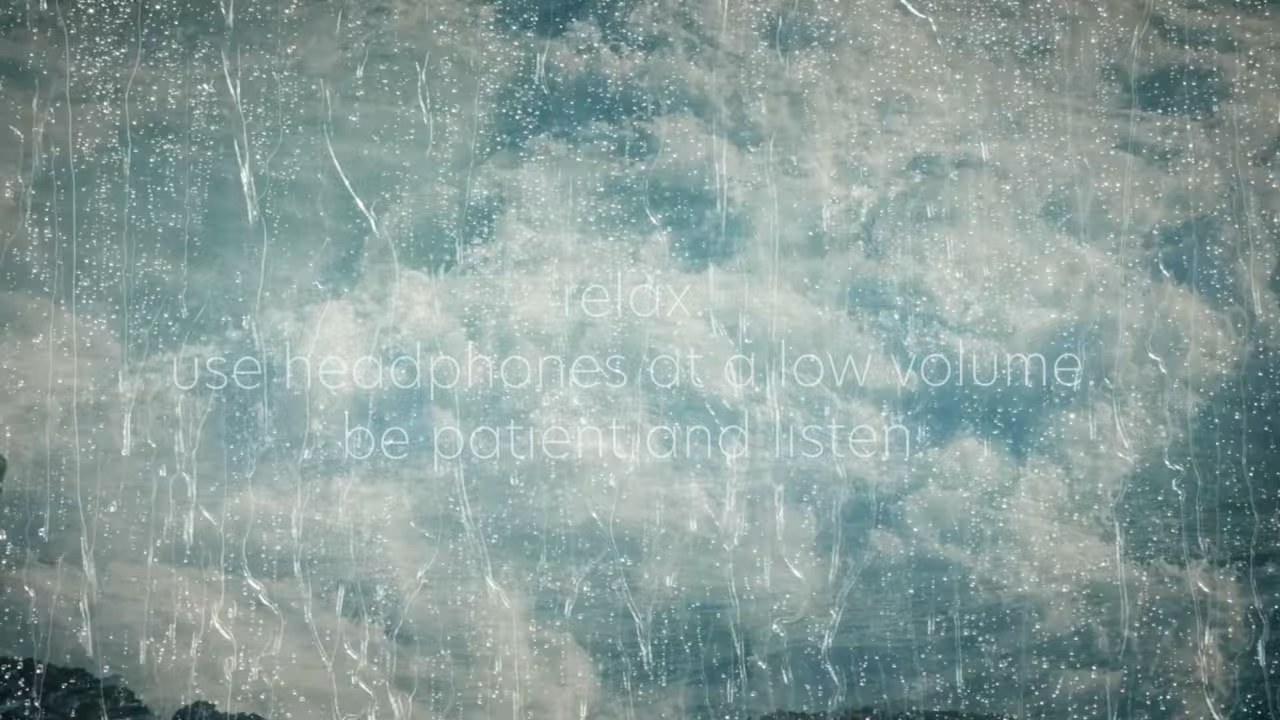 relax.
use headphones at a low volume.
be patient and listen.